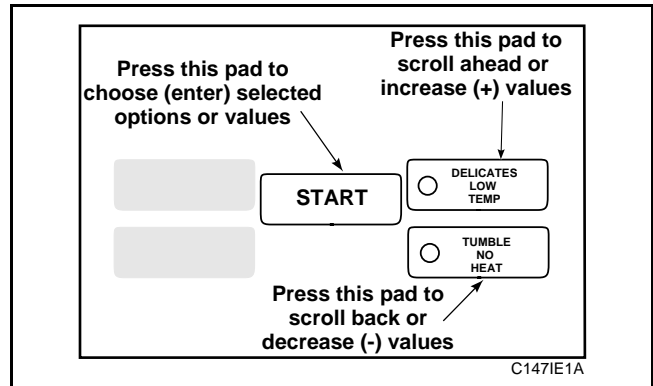 Press this pad to
choose (enter) selected
options or values
Press this pad to
scroll ahead or
increase (+) values
START
DELICATES
LOW
TEMP
TUMBLE
NO
HEAT
Press this pad to
scroll back or
decrease (-) values
C147IE1A